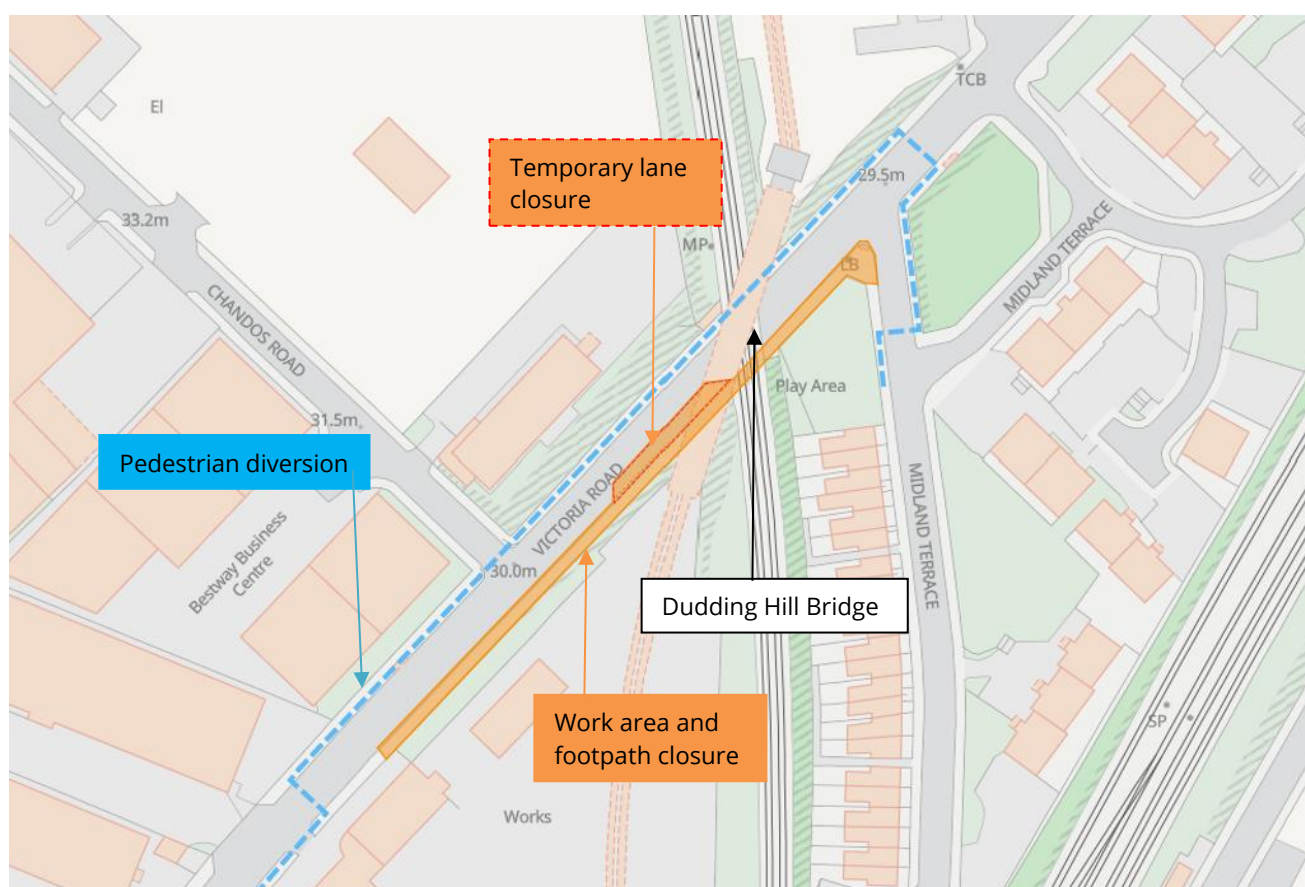 El
TCB
Temporary lane
closure
29.5m
33.2m
MP
LB
MIDLAND TERRACE
CHANDOS ROAD
Play Area
31.5m
Pedestrian diversion
VICTORIA ROAD
MIDLAND TERRACE
Bestway Business
Centre
30.0m
Dudding Hill Bridge
Work area and
footpath closure
SP
Works